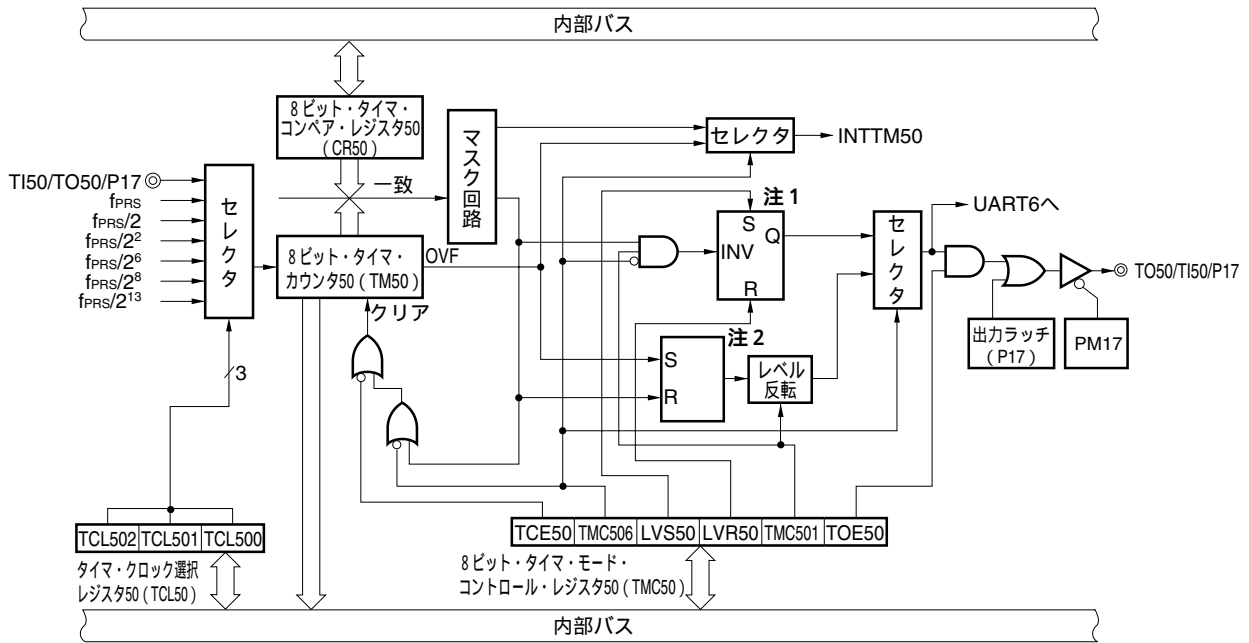 内部バス
8ビット・タイマ・
コンペア・レジスタ50
(CR50)
マスク回路
セレクタ
INTTM50
TI50/TO50/P17
fPRS
fPRS/2
fPRS/2²
fPRS/2⁶
fPRS/2⁸
fPRS/2¹³
セレクタ
一致
8ビット・タイマ・
カウンタ50(TM50)
OVF
クリア
注1
S
INV
Q
R
セレクタ
UART6へ
TO50/TI50/P17
出力ラッチ
(P17)
PM17
注2
S
R
レベル
反転
3
TCL502 TCL501 TCL500
タイマ・クロック選択
レジスタ50(TCL50)
TCE50 TMC506 LVS50 LVR50 TMC501 TOE50
8ビット・タイマ・モード・
コントロール・レジスタ50(TMC50)
内部バス